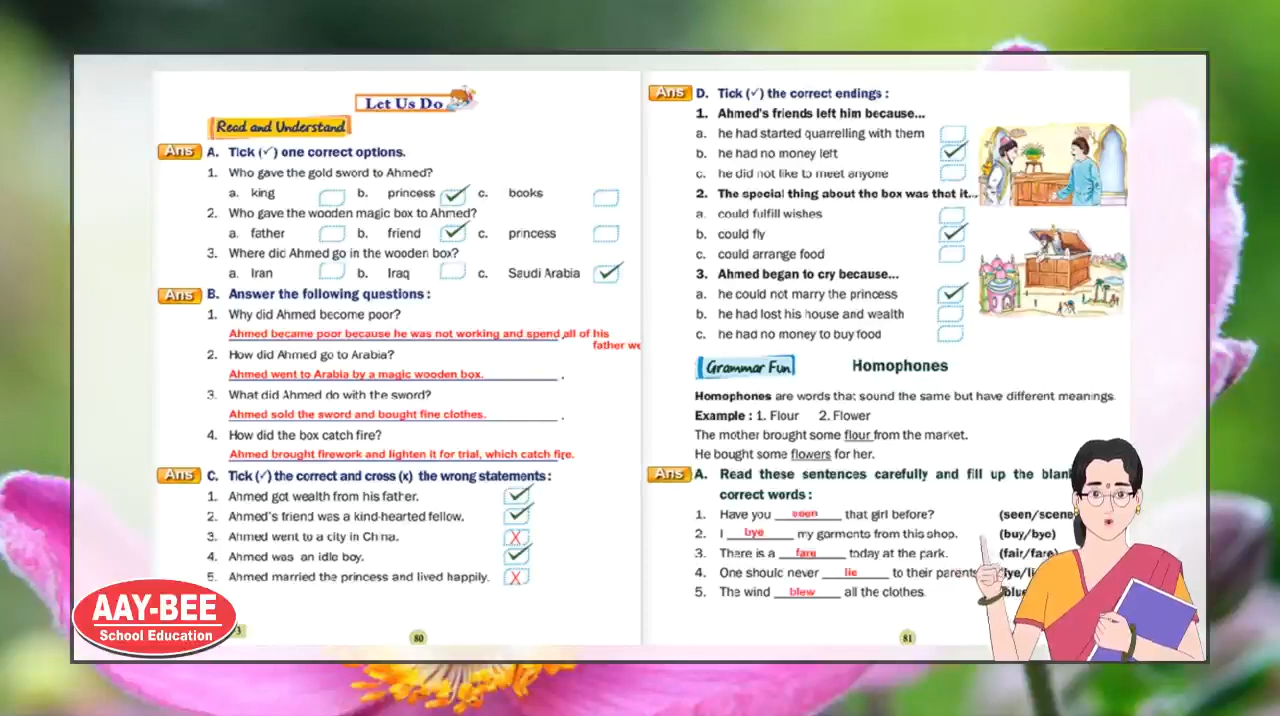 Let Us Do
Read and Understand
Ans A. Tick (✓) one correct options.
1. Who gave the gold sword to Ahmed?
a. king b. princess ✓ c. books
2. Who gave the wooden magic box to Ahmed?
a. father b. friend ✓ c. princess
3. Where did Ahmed go in the wooden box?
a. Iran b. Iraq c. Saudi Arabia ✓
Ans B. Answer the following questions :
1. Why did Ahmed become poor?
Ahmed became poor because he was not working and spend all of his
father we
2. How did Ahmed go to Arabia?
Ahmed went to Arabia by a magic wooden box. .
3. What did Ahmed do with the sword?
Ahmed sold the sword and bought fine clothes. .
4. How did the box catch fire?
Ahmed brought firework and lighten it for trial, which catch fire.
Ans C. Tick (✓) the correct and cross (x) the wrong statements :
1. Ahmed got wealth from his father. ✓
2. Ahmed's friend was a kind-hearted fellow. ✓
3. Ahmed went to a city in China. X
4. Ahmed was an idle boy. ✓
5. Ahmed married the princess and lived happily. X
80
Ans D. Tick (✓) the correct endings :
1. Ahmed's friends left him because...
a. he had started quarrelling with them
b. he had no money left ✓
c. he did not like to meet anyone
2. The special thing about the box was that it...
a. could fulfill wishes
b. could fly ✓
c. could arrange food
3. Ahmed began to cry because...
a. he could not marry the princess ✓
b. he had lost his house and wealth
c. he had no money to buy food
Grammar Fun Homophones
Homophones are words that sound the same but have different meanings.
Example : 1. Flour 2. Flower
The mother brought some flour from the market.
He bought some flowers for her.
Ans A. Read these sentences carefully and fill up the blan
correct words :
1. Have you seen that girl before? (seen/scene
2. I bye my garments from this shop. (buy/bye)
3. There is a fare today at the park. (fair/fare)
4. One should never lie to their parents (lye/li
5. The wind blew all the clothes. (blue
81
AAY-BEE
School Education